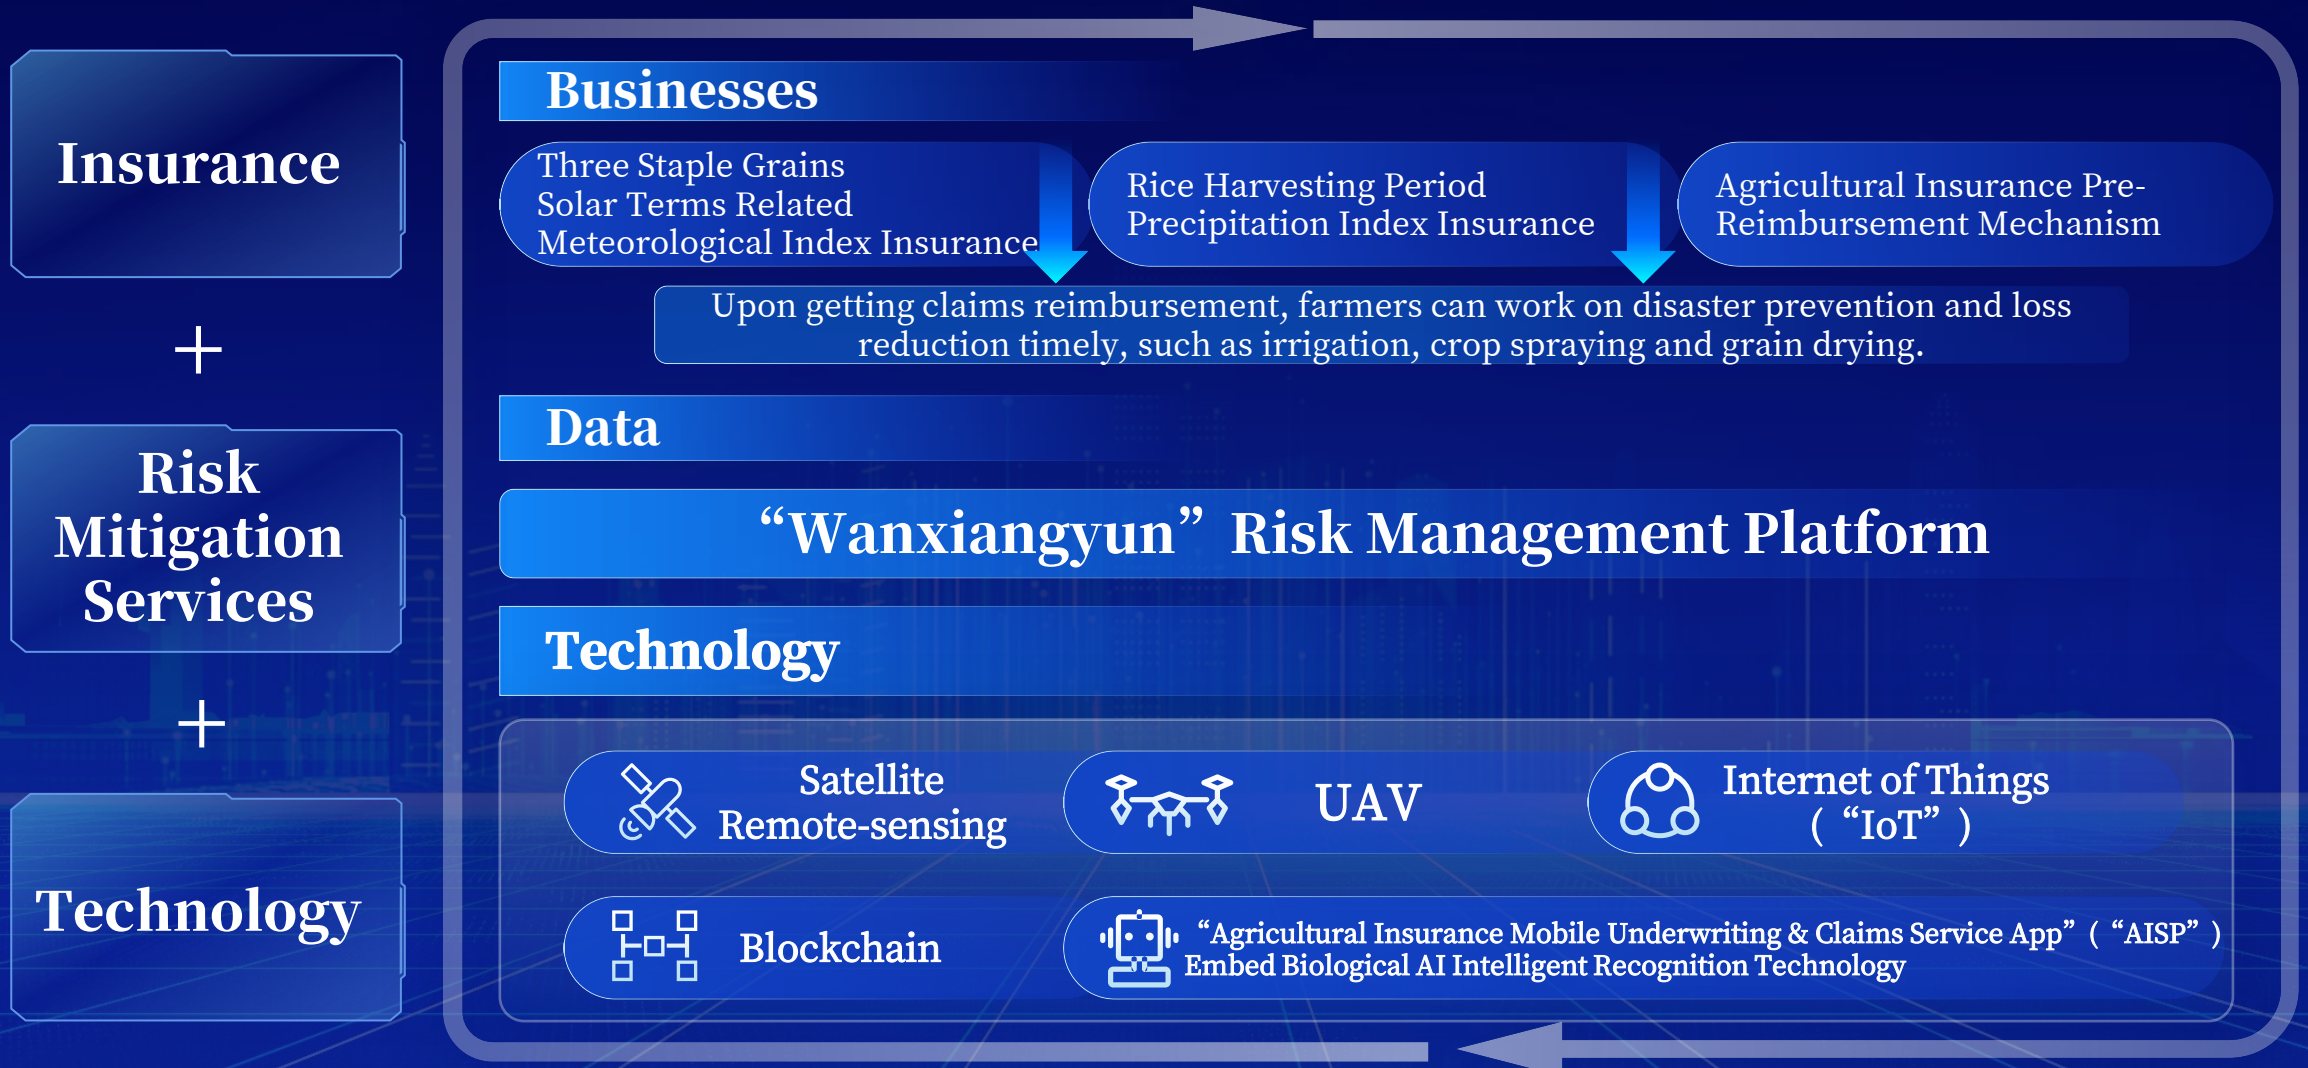 Insurance
+
Risk
Mitigation
Services
+
Technology
Businesses
Three Staple Grains
Solar Terms Related
Meteorological Index Insurance
Rice Harvesting Period
Precipitation Index Insurance
Agricultural Insurance Pre-
Reimbursement Mechanism
Upon getting claims reimbursement, farmers can work on disaster prevention and loss
reduction timely, such as irrigation, crop spraying and grain drying.
Data
“Wanxiangyun” Risk Management Platform
Technology
Satellite
Remote-sensing
UAV
Internet of Things
(“IoT”)
Blockchain
“Agricultural Insurance Mobile Underwriting & Claims Service App”(“AISP”)
Embed Biological AI Intelligent Recognition Technology